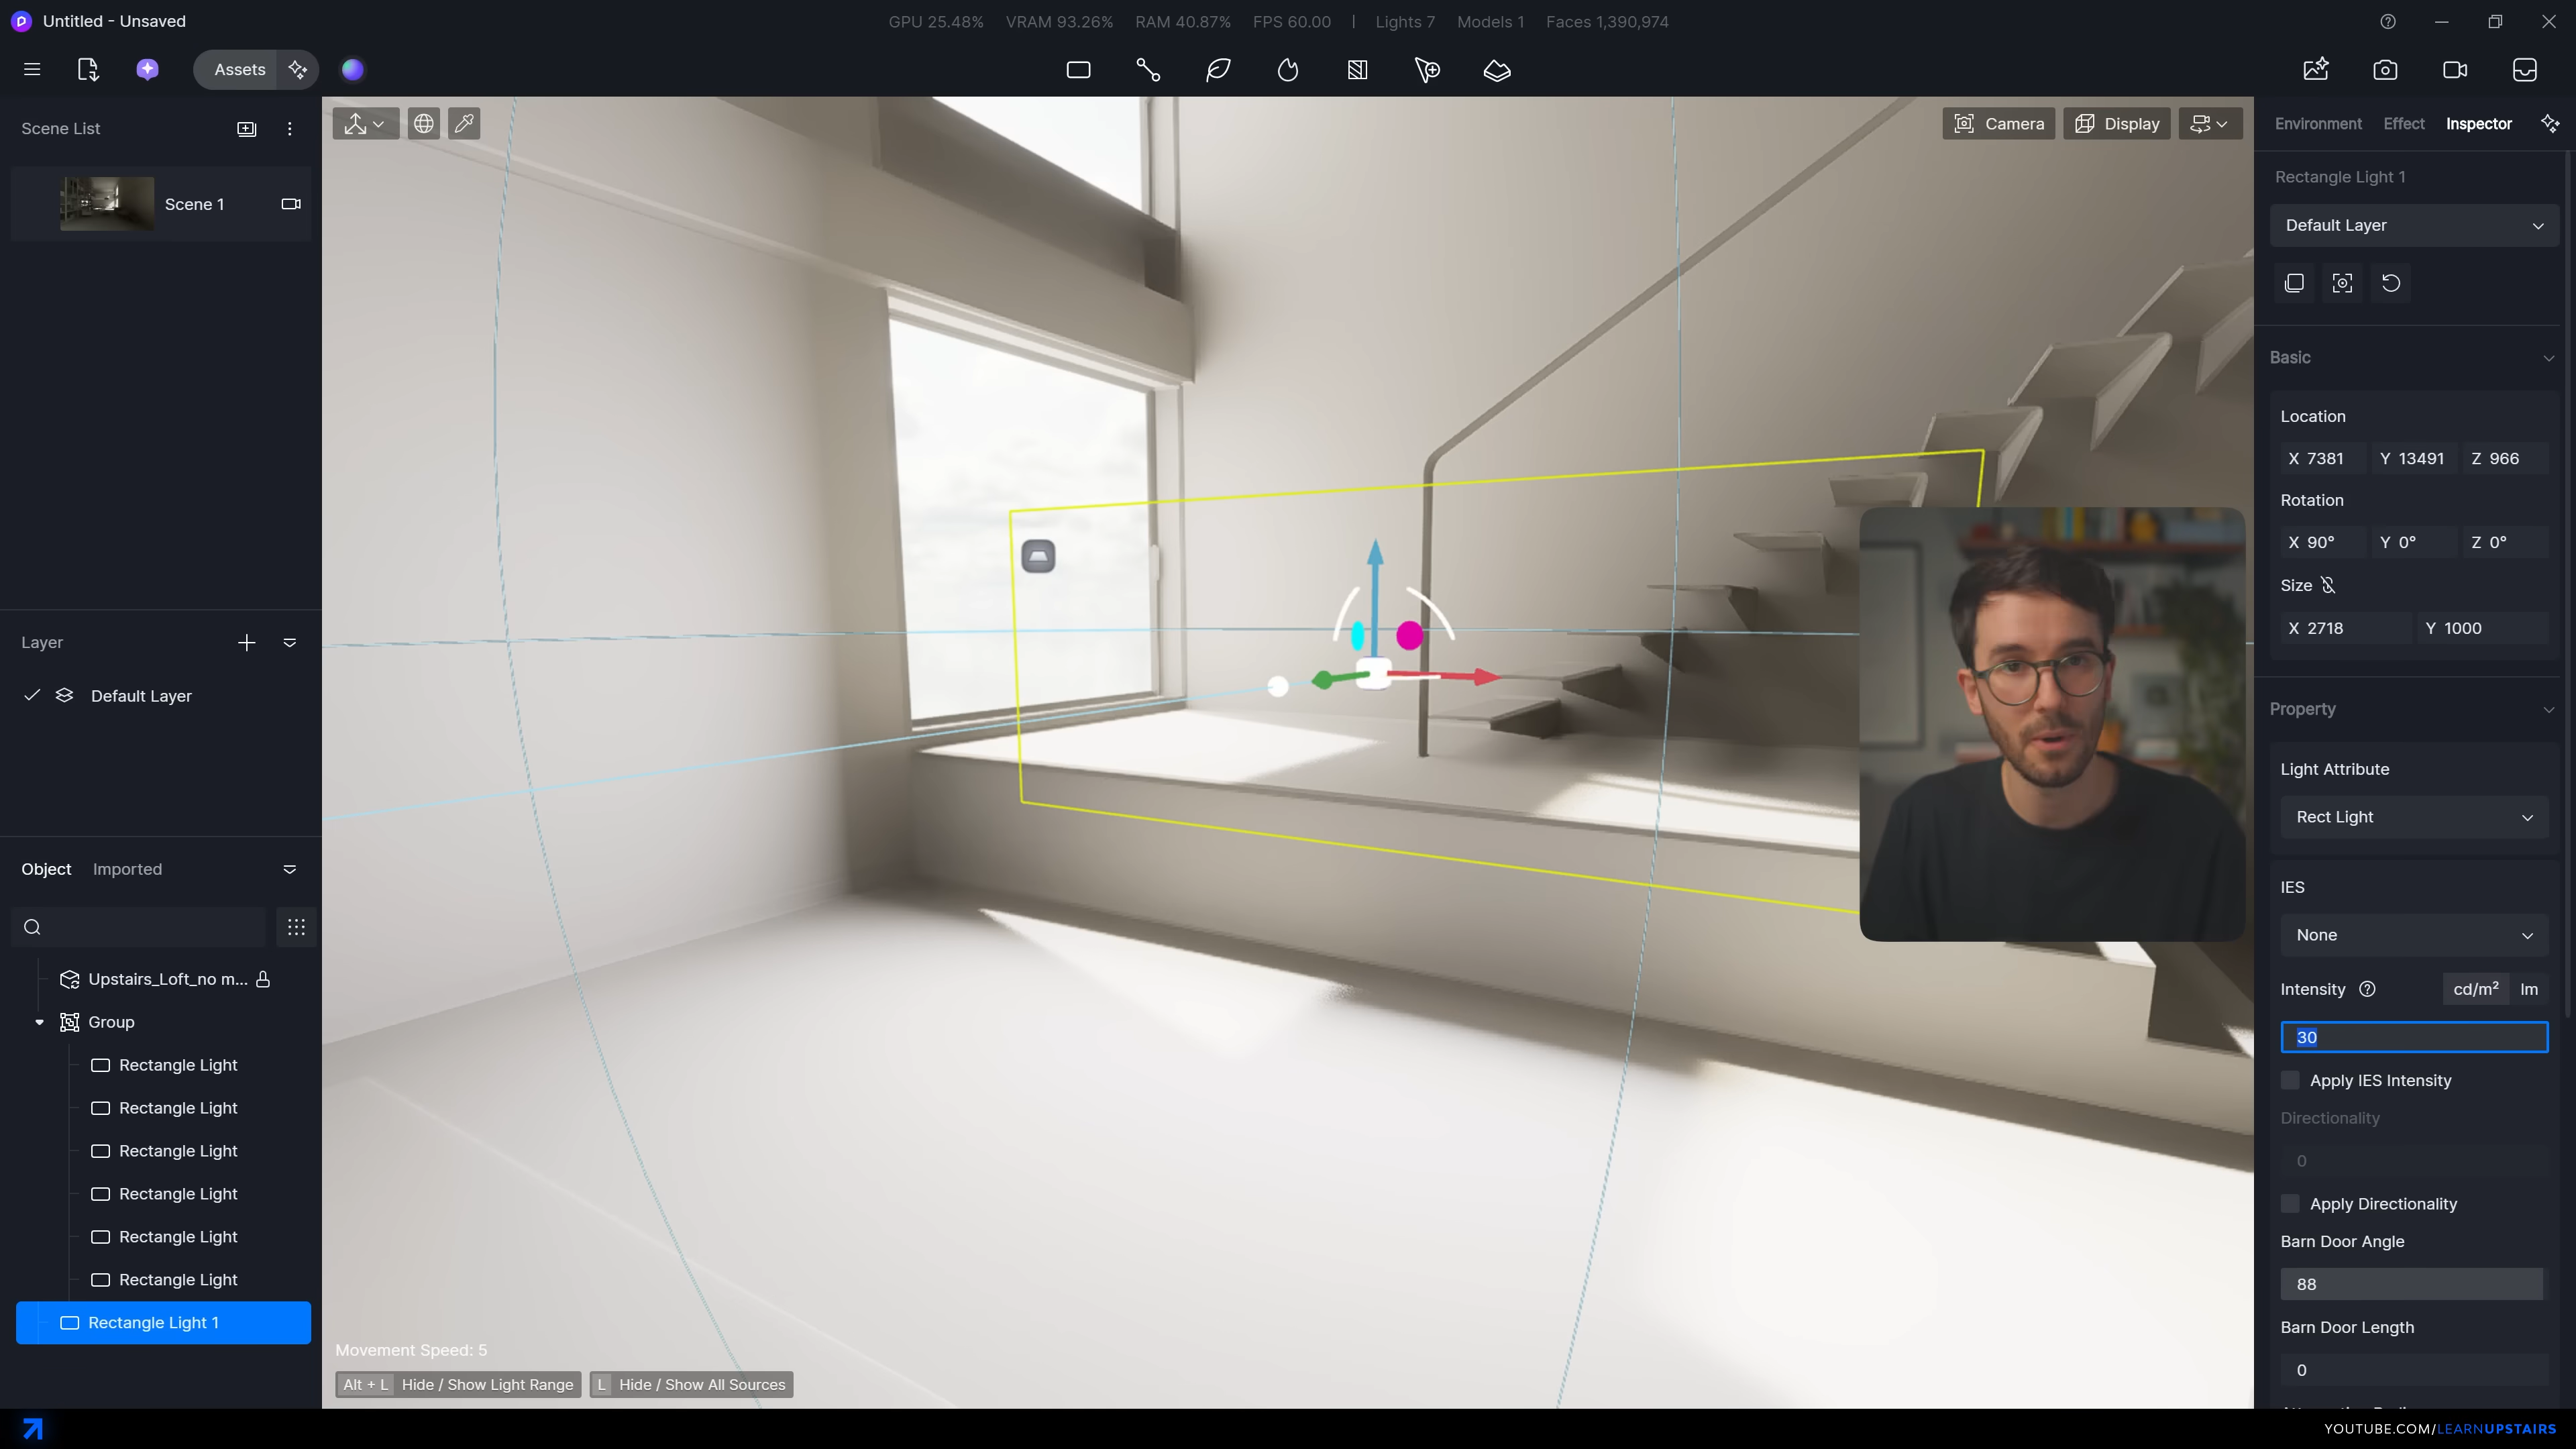 Untitled - Unsaved
GPU 25.48% VRAM 93.26% RAM 40.87% FPS 60.00 | Lights 7 Models 1 Faces 1,390,974
Assets
Scene List
Scene 1
Camera
Display
Environment Effect Inspector
Rectangle Light 1
Default Layer
Basic
Location
X 7381 Y 13491 Z 966
Rotation
X 90° Y 0° Z 0°
Size
X 2718 Y 1000
Property
Light Attribute
Rect Light
IES
None
Intensity cd/m² lm
30
Apply IES Intensity
Directionality
0
Apply Directionality
Barn Door Angle
88
Barn Door Length
0
Layer
Default Layer
Object Imported
Upstairs_Loft_no m...
Group
Rectangle Light
Rectangle Light
Rectangle Light
Rectangle Light
Rectangle Light
Rectangle Light
Rectangle Light 1
Movement Speed: 5
Alt + L Hide / Show Light Range L Hide / Show All Sources
YOUTUBE.COM/LEARNUPSTAIRS